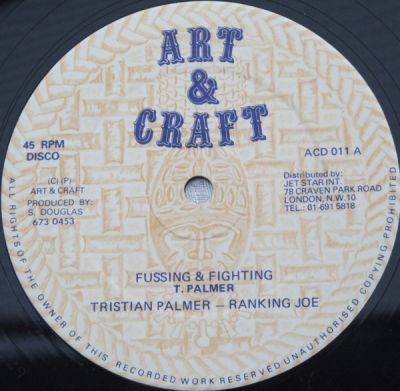 ART
&
CRAFT
45 RPM
DISCO
(C) (P)
ART & CRAFT
PRODUCED BY:
S. DOUGLAS
673 0453
ACD 011 A
Distributed by:
JET STAR INT.
78 CRAVEN PARK ROAD
LONDON, N.W.10
TEL.: 01-691 5818
FUSSING & FIGHTING
T. PALMER
TRISTIAN PALMER – RANKING JOE
ALL RIGHTS OF THE OWNER OF THIS RECORDED WORK RESERVED UNAUTHORISED COPYING PROHIBITED